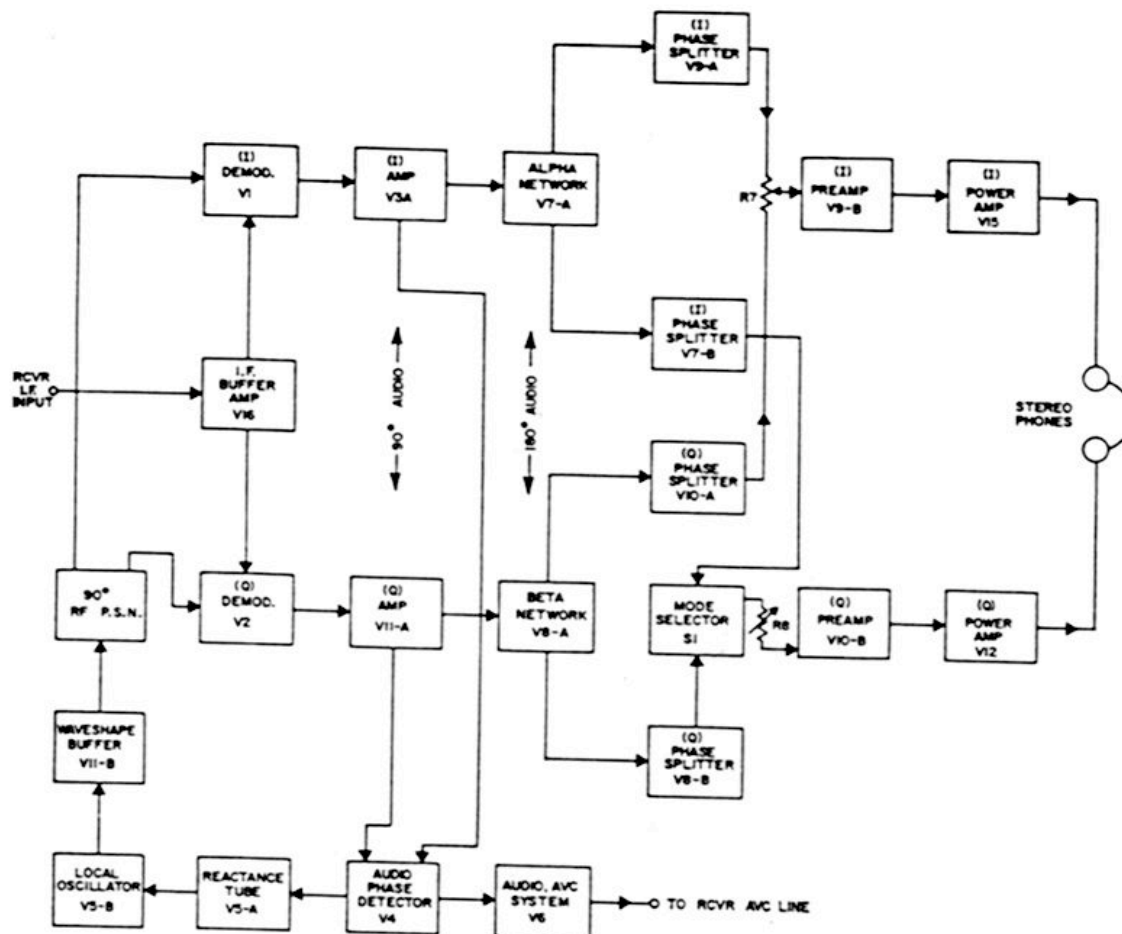 (I)
PHASE
SPLITTER
V9-A
(I)
DEMOD.
V1
(I)
AMP
V3A
ALPHA
NETWORK
V7-A
R7
(I)
PREAMP
V9-B
(I)
POWER
AMP
V15
(I)
PHASE
SPLITTER
V7-B
RCVR
I.F.
INPUT
I.F.
BUFFER
AMP
V16
90° AUDIO
180° AUDIO
STEREO
PHONES
(Q)
PHASE
SPLITTER
V10-A
90°
RF P.S.N.
(Q)
DEMOD.
V2
(Q)
AMP
V11-A
BETA
NETWORK
V8-A
MODE
SELECTOR
S1
R8
(Q)
PREAMP
V10-B
(Q)
POWER
AMP
V12
WAVESHAPE
BUFFER
V11-B
(Q)
PHASE
SPLITTER
V8-B
LOCAL
OSCILLATOR
V5-B
REACTANCE
TUBE
V5-A
AUDIO
PHASE
DETECTOR
V4
AUDIO, AVC
SYSTEM
V6
TO RCVR AVC LINE